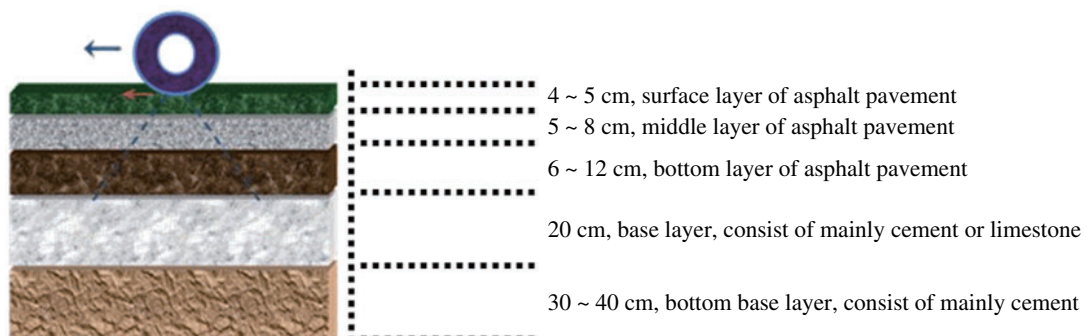 4 ~ 5 cm, surface layer of asphalt pavement
5 ~ 8 cm, middle layer of asphalt pavement
6 ~ 12 cm, bottom layer of asphalt pavement
20 cm, base layer, consist of mainly cement or limestone
30 ~ 40 cm, bottom base layer, consist of mainly cement